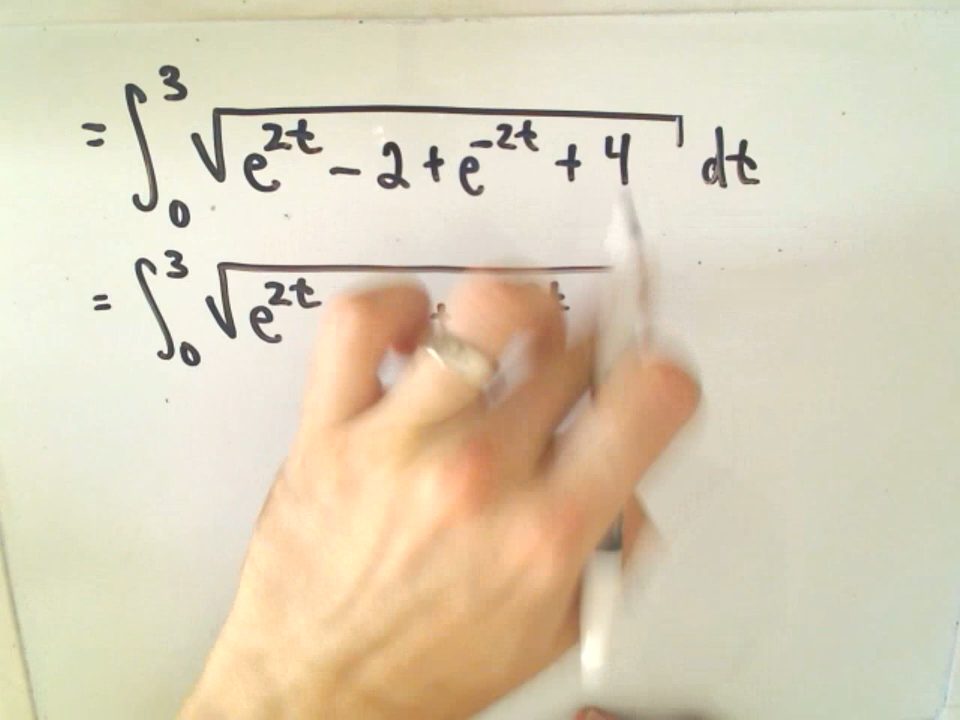 = ∫₀³ √(e^{2t} - 2 + e^{-2t} + 4) dt
= ∫₀³ √(e^{2t} + t